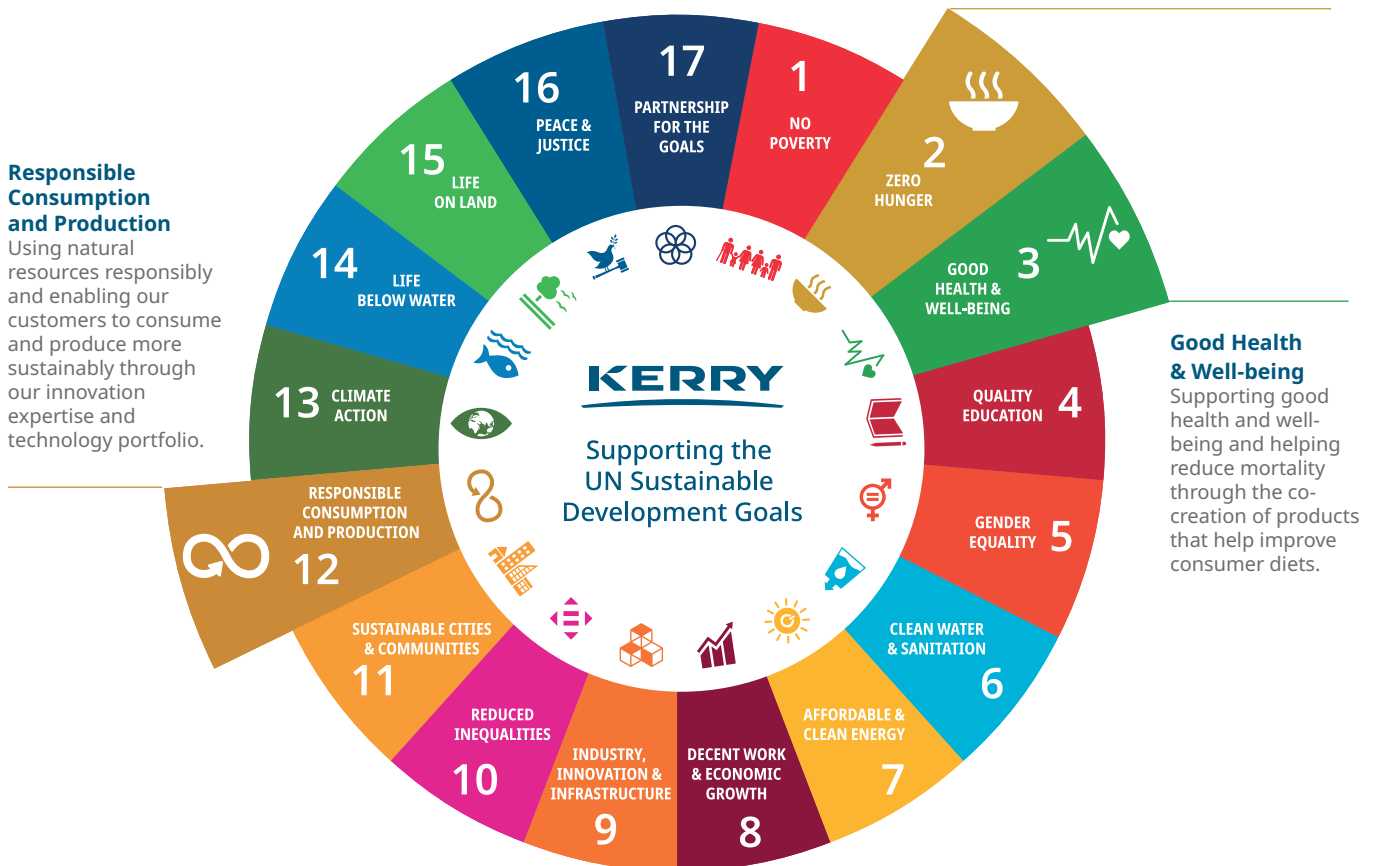 17
PARTNERSHIP
FOR THE
GOALS
1
NO
POVERTY
2
ZERO
HUNGER
3
GOOD
HEALTH &
WELL-BEING
QUALITY
EDUCATION
4
GENDER
EQUALITY
5
CLEAN WATER
& SANITATION
6
AFFORDABLE &
CLEAN ENERGY
7
DECENT WORK
& ECONOMIC
GROWTH
8
INDUSTRY,
INNOVATION &
INFRASTRUCTURE
9
REDUCED
INEQUALITIES
10
SUSTAINABLE CITIES
& COMMUNITIES
11
RESPONSIBLE
CONSUMPTION
AND PRODUCTION
12
13
CLIMATE
ACTION
14
LIFE
BELOW WATER
15
LIFE
ON LAND
16
PEACE &
JUSTICE
KERRY
Supporting the
UN Sustainable
Development Goals
Responsible
Consumption
and Production
Using natural
resources responsibly
and enabling our
customers to consume
and produce more
sustainably through
our innovation
expertise and
technology portfolio.
Good Health
& Well-being
Supporting good
health and well-
being and helping
reduce mortality
through the co-
creation of products
that help improve
consumer diets.